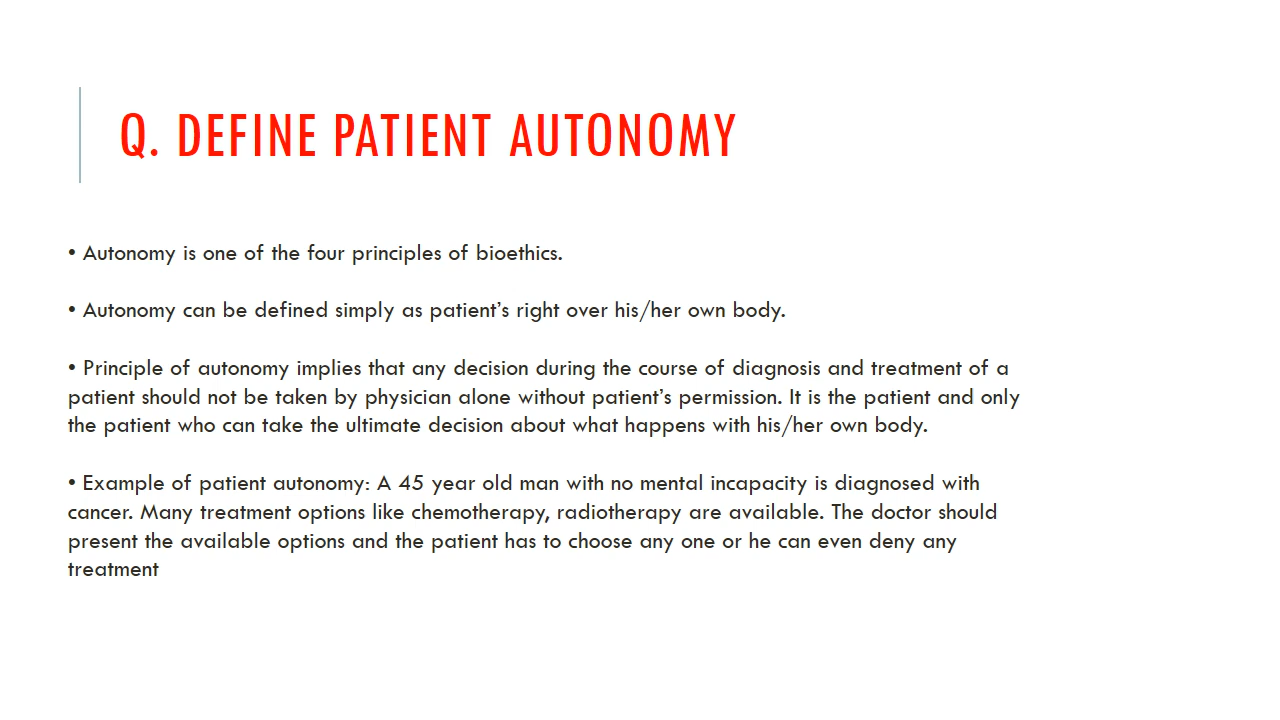 Q. DEFINE PATIENT AUTONOMY
• Autonomy is one of the four principles of bioethics.
• Autonomy can be defined simply as patient’s right over his/her own body.
• Principle of autonomy implies that any decision during the course of diagnosis and treatment of a
patient should not be taken by physician alone without patient’s permission. It is the patient and only
the patient who can take the ultimate decision about what happens with his/her own body.
• Example of patient autonomy: A 45 year old man with no mental incapacity is diagnosed with
cancer. Many treatment options like chemotherapy, radiotherapy are available. The doctor should
present the available options and the patient has to choose any one or he can even deny any
treatment